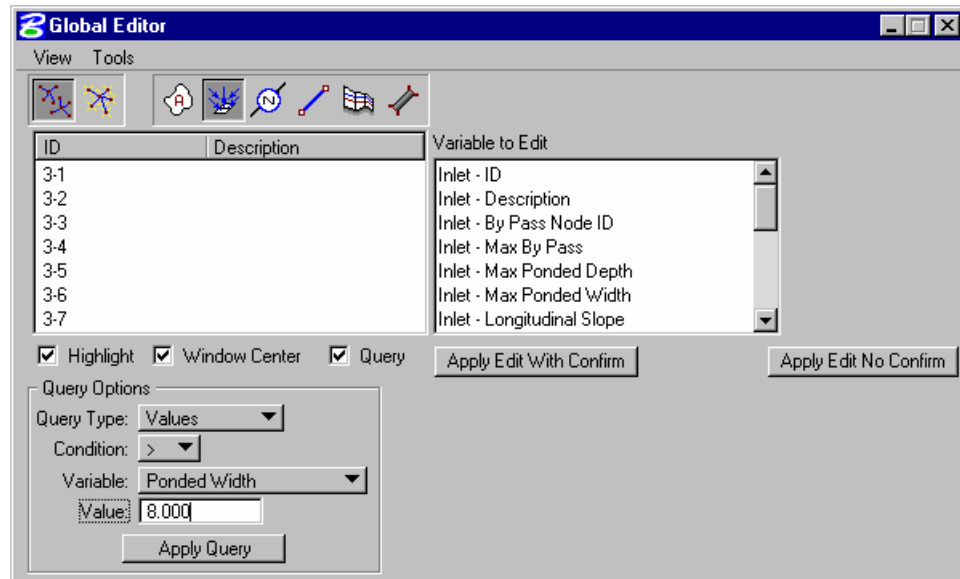 Global Editor
View Tools
A N
ID Description
3-1
3-2
3-3
3-4
3-5
3-6
3-7
Variable to Edit
Inlet - ID
Inlet - Description
Inlet - By Pass Node ID
Inlet - Max By Pass
Inlet - Max Ponded Depth
Inlet - Max Ponded Width
Inlet - Longitudinal Slope
Highlight Window Center Query
Apply Edit With Confirm Apply Edit No Confirm
Query Options
Query Type: Values
Condition: >
Variable: Ponded Width
Value: 8.000
Apply Query